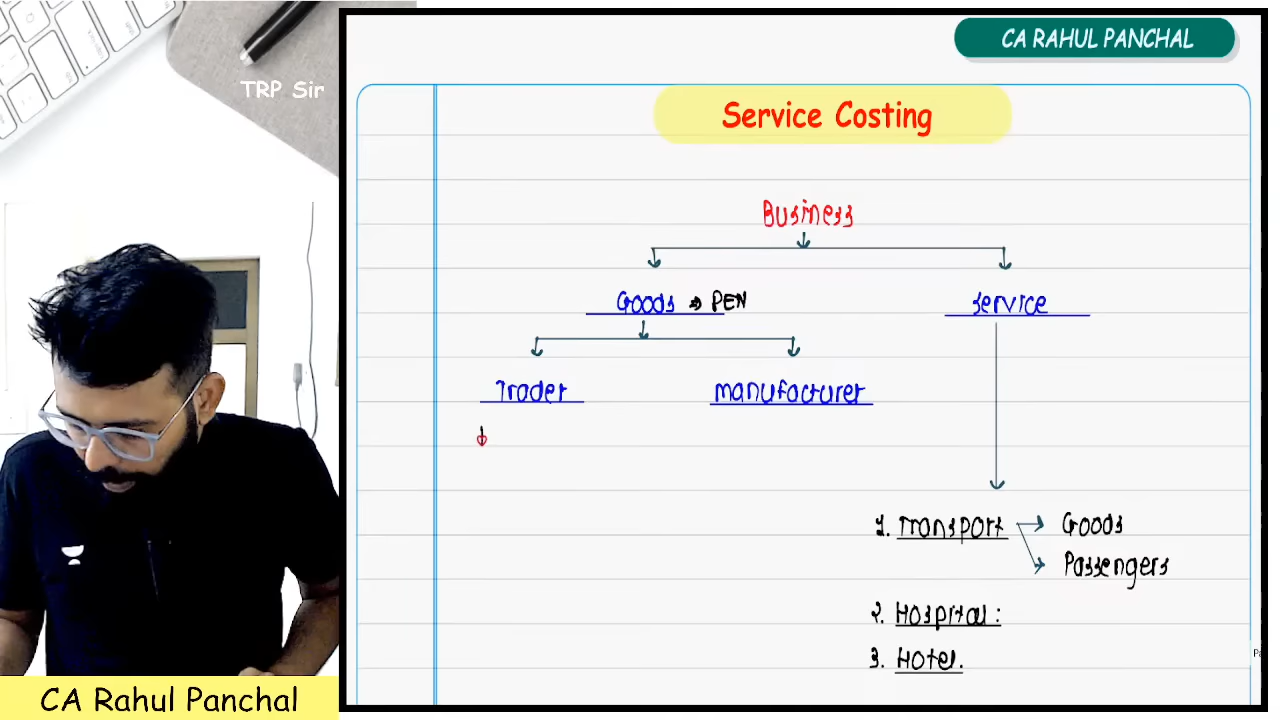 CA RAHUL PANCHAL
TRP Sir
Service Costing
Business
Goods → PEN
Service
Trader
manufacturer
1. Transport → Goods
→ Passengers
2. Hospital:
3. Hotel.
CA Rahul Panchal